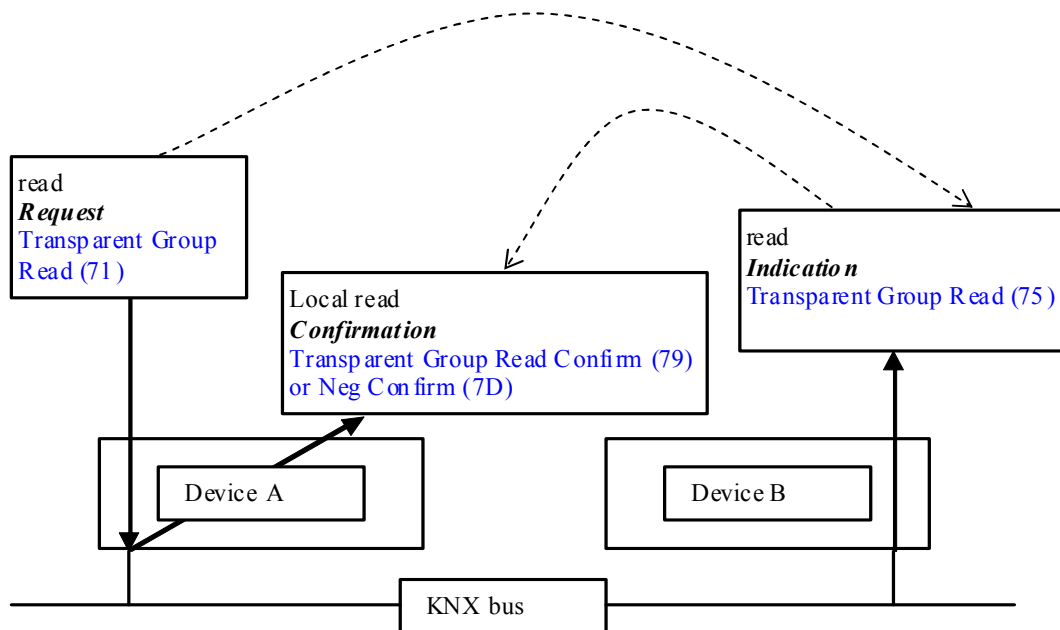 read
Request
Transparent Group
Read (71)
read
Indication
Transparent Group Read (75)
Local read
Confirmation
Transparent Group Read Confirm (79)
or Neg Confirm (7D)
Device A
Device B
KNX bus